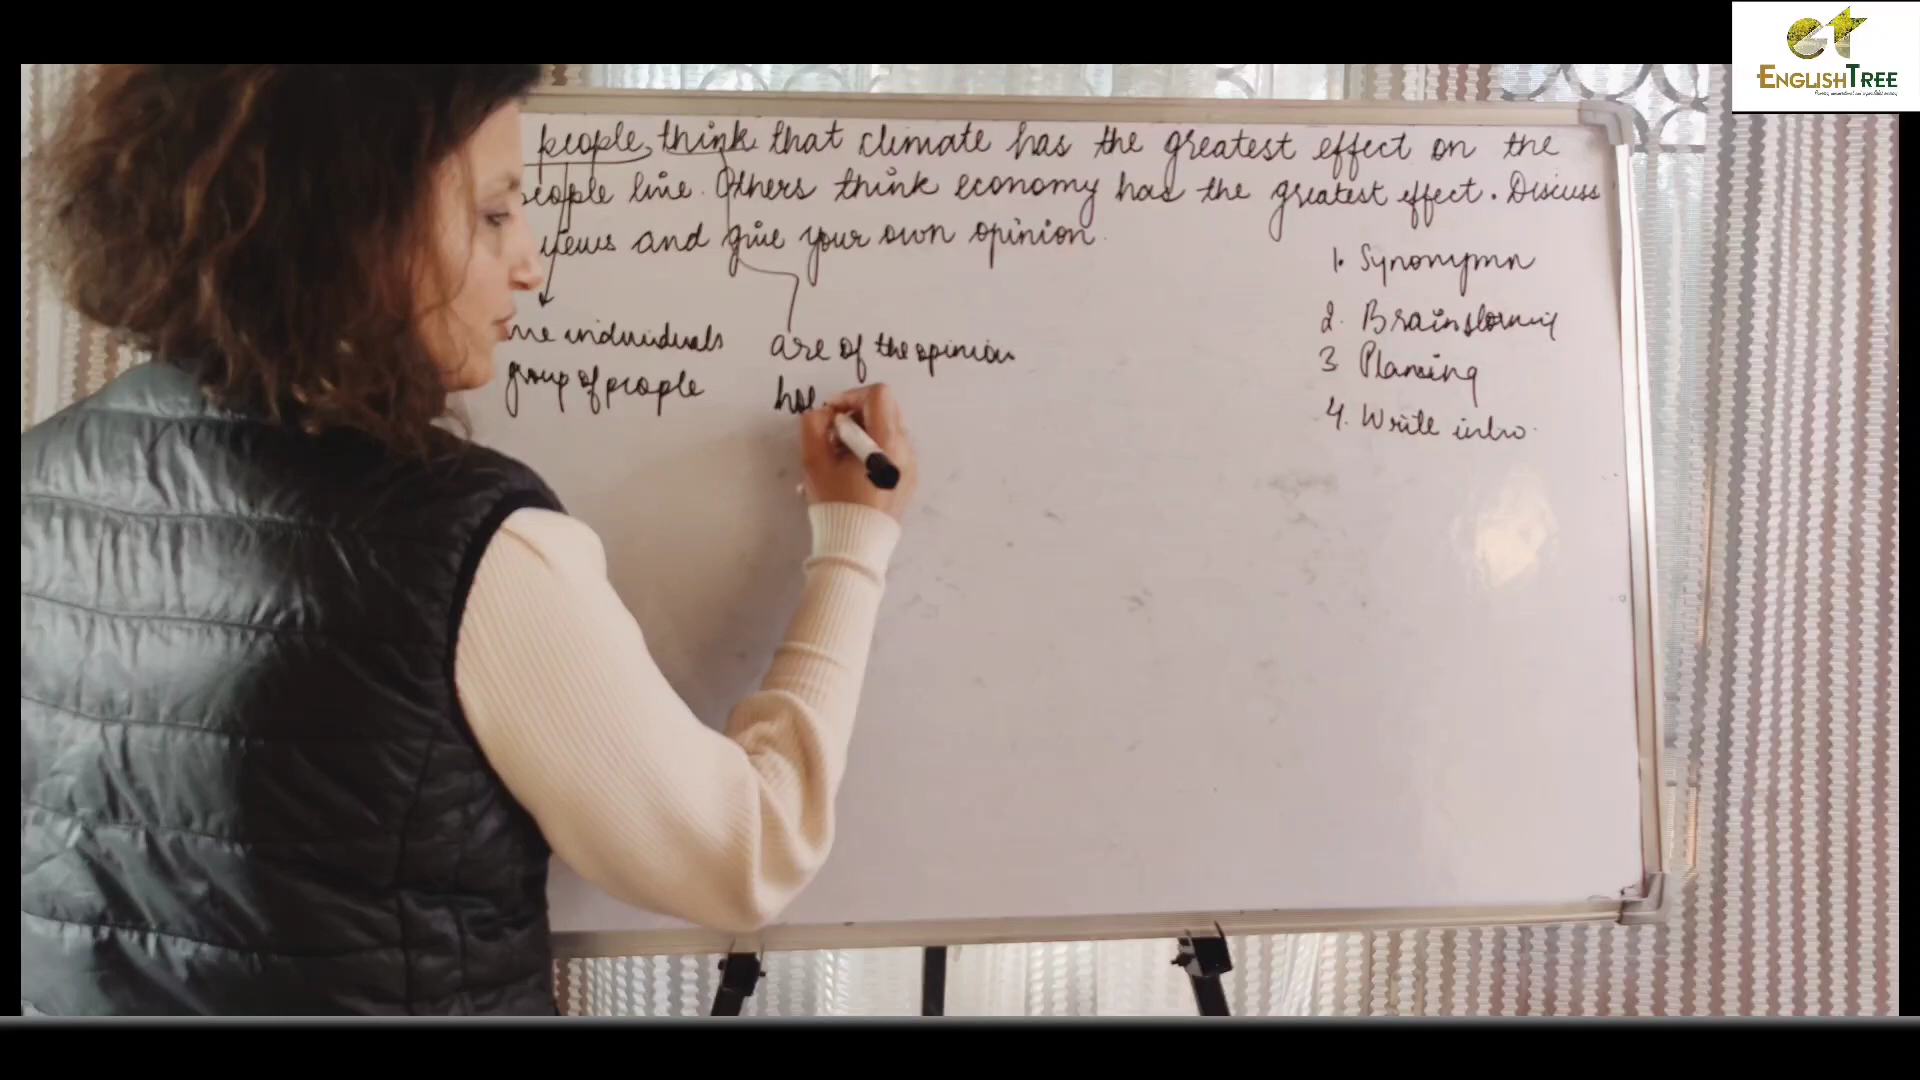 people think that climate has the greatest effect on the
people line. Others think economy has the greatest effect. Discuss
views and give your own opinion.
individuals
group of people
are of the opinion
1. Synonymn
2. Brainstorming
3 Planning
4. Write intro.
ENGLISHTREE